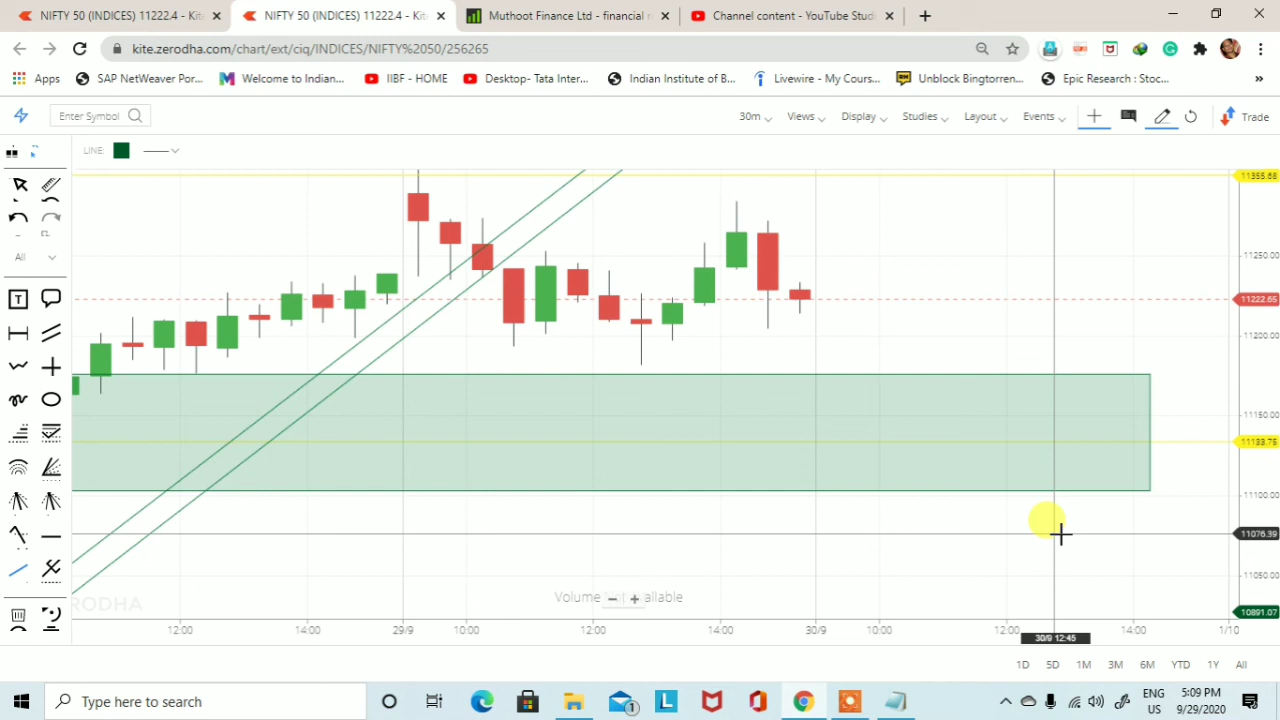 NIFTY 50 (INDICES) 11222.4 - Kit
NIFTY 50 (INDICES) 11222.4 - Kite
Muthoot Finance Ltd - financial r
Channel content - YouTube Studi
kite.zerodha.com/chart/ext/ciq/INDICES/NIFTY%2050/256265
Apps SAP NetWeaver Por... Welcome to Indian... IIBF - HOME Desktop- Tata Inter... Indian Institute of B... Livewire - My Cours... Unblock Bingtorren... Epic Research : Stoc... »
Enter Symbol 30m Views Display Studies Layout Events Trade
LINE:
11355.68
All
11250.00
11222.65
T
11200.00
11150.00
11133.75
11100.00
11076.39
11050.00
Volume ailable
RODHA
10891.07
12:00 14:00 29/9 10:00 12:00 14:00 30/9 10:00 12:00 14:00 1/10
30/9 12:45
1D 5D 1M 3M 6M YTD 1Y All
Type here to search
1
L
ENG
US
5:09 PM
9/29/2020